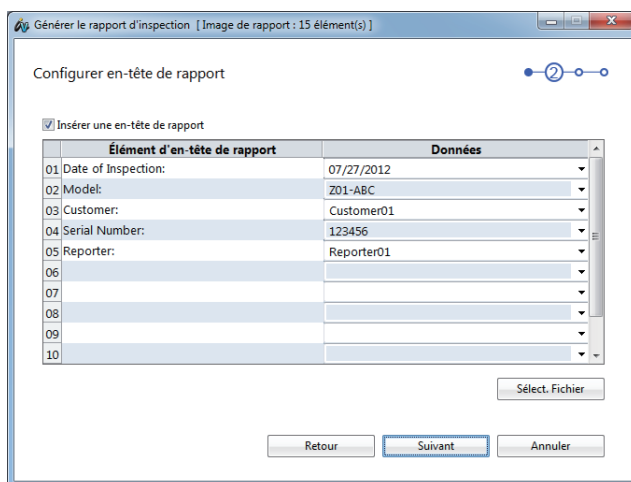 Générer le rapport d'inspection [ Image de rapport : 15 élément(s) ]
Configurer en-tête de rapport
2
Insérer une en-tête de rapport
Élément d'en-tête de rapport Données
01 Date of Inspection: 07/27/2012
02 Model: Z01-ABC
03 Customer: Customer01
04 Serial Number: 123456
05 Reporter: Reporter01
06
07
08
09
10
Sélect. Fichier
Retour Suivant Annuler